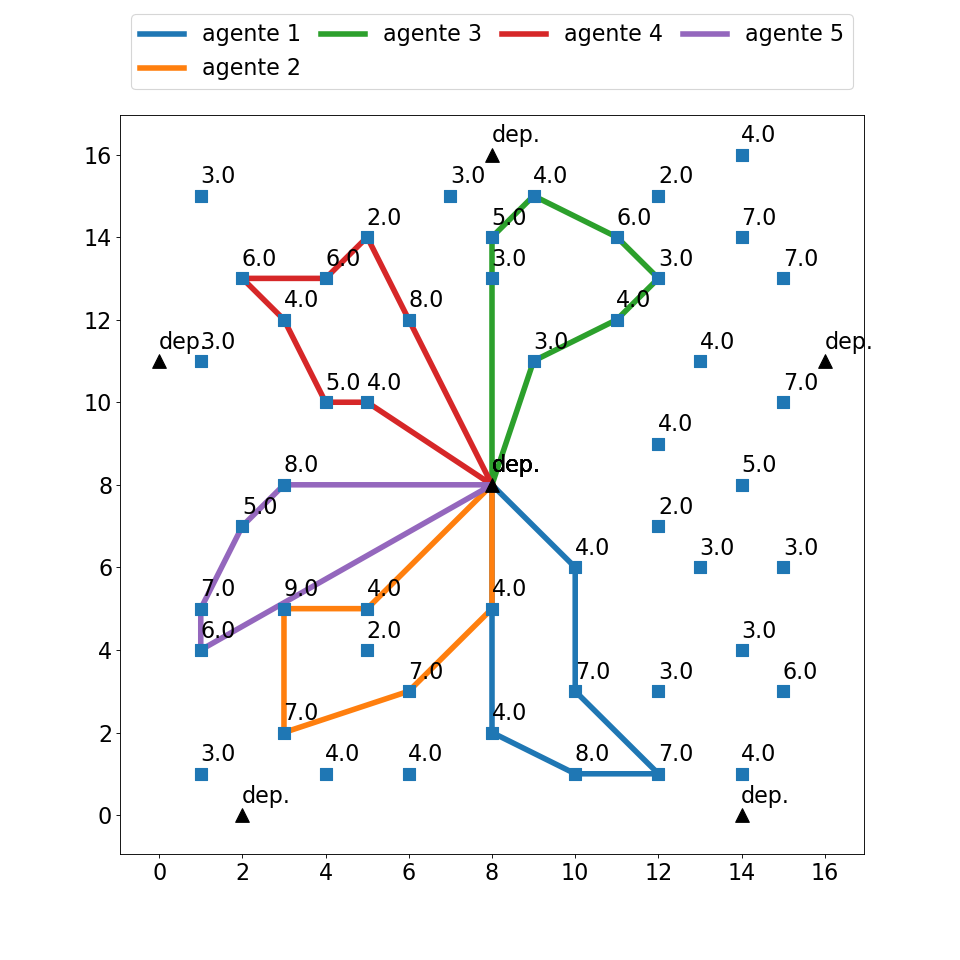 agente 1 agente 3 agente 4 agente 5
agente 2
dep. 4.0
16
3.0 3.0 4.0 2.0
2.0 5.0 6.0 7.0
14
6.0 6.0 3.0 3.0 7.0
4.0 8.0 4.0
12
dep. 3.0 3.0 4.0 dep.
5.0 4.0 7.0
10
4.0
8.0 dep. 5.0
8
5.0 2.0
4.0 3.0 3.0
6
7.0 9.0 4.0 4.0
6.0 2.0 3.0
4
7.0 7.0 3.0 6.0
7.0 4.0
2
3.0 4.0 4.0 8.0 7.0 4.0
dep. dep.
0
0 2 4 6 8 10 12 14 16